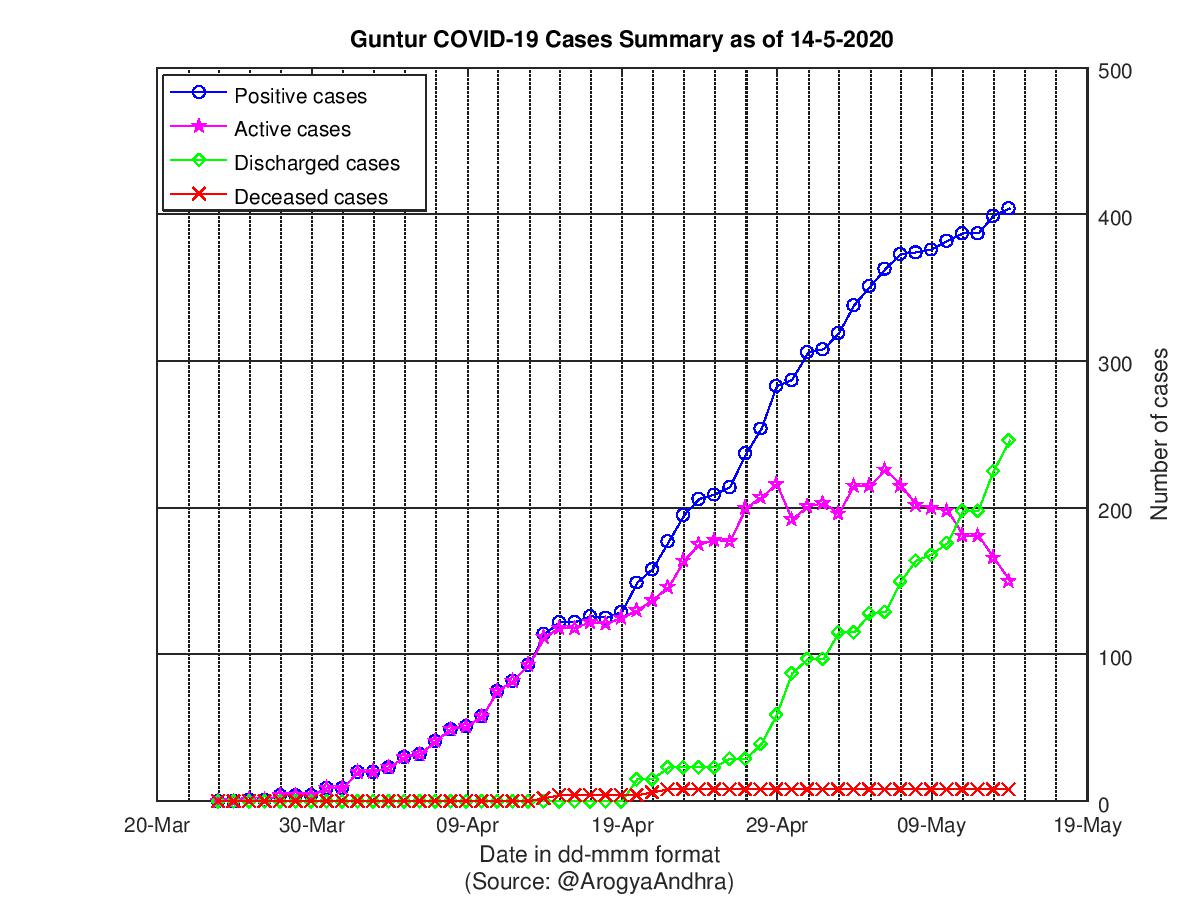 Guntur COVID-19 Cases Summary as of 14-5-2020
Positive cases
Active cases
Discharged cases
Deceased cases
500
400
300
200
100
0
Number of cases
20-Mar 30-Mar 09-Apr 19-Apr 29-Apr 09-May 19-May
Date in dd-mmm format
(Source: @ArogyaAndhra)